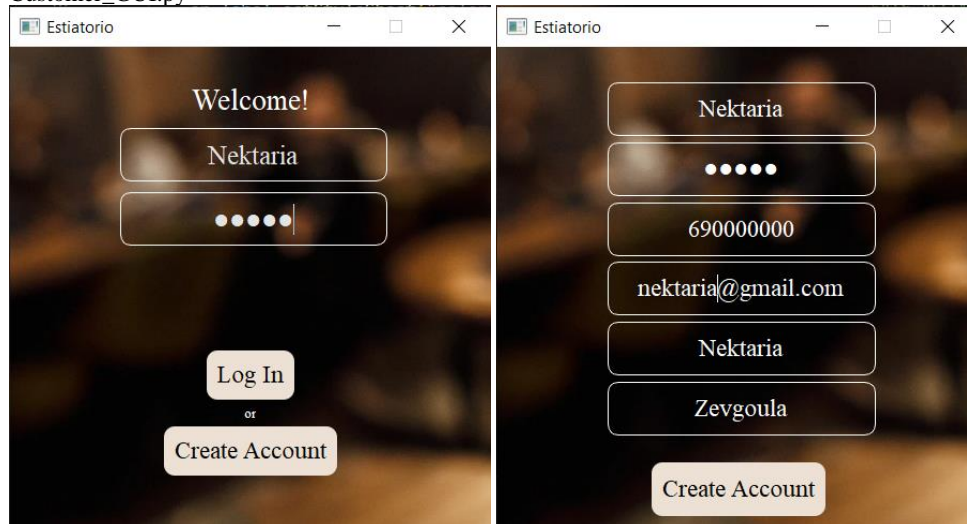 Customer_GUI.py
Estiatorio
Welcome!
Nektaria
●●●●●
Log In
or
Create Account
Estiatorio
Nektaria
●●●●●
690000000
nektaria@gmail.com
Nektaria
Zevgoula
Create Account